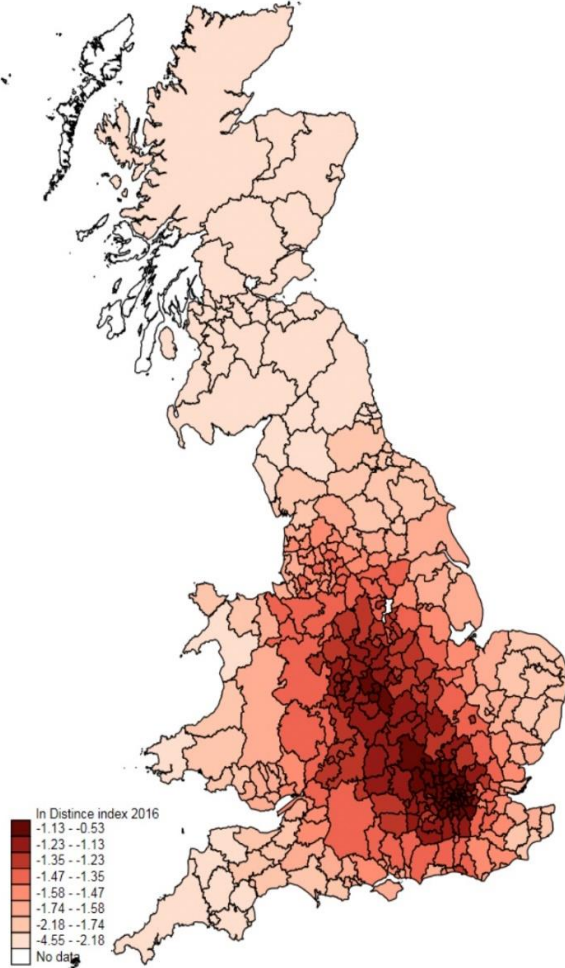 ln Distince index 2016
-1.13 - -0.53
-1.23 - -1.13
-1.35 - -1.23
-1.47 - -1.35
-1.58 - -1.47
-1.74 - -1.58
-2.18 - -1.74
-4.55 - -2.18
No data